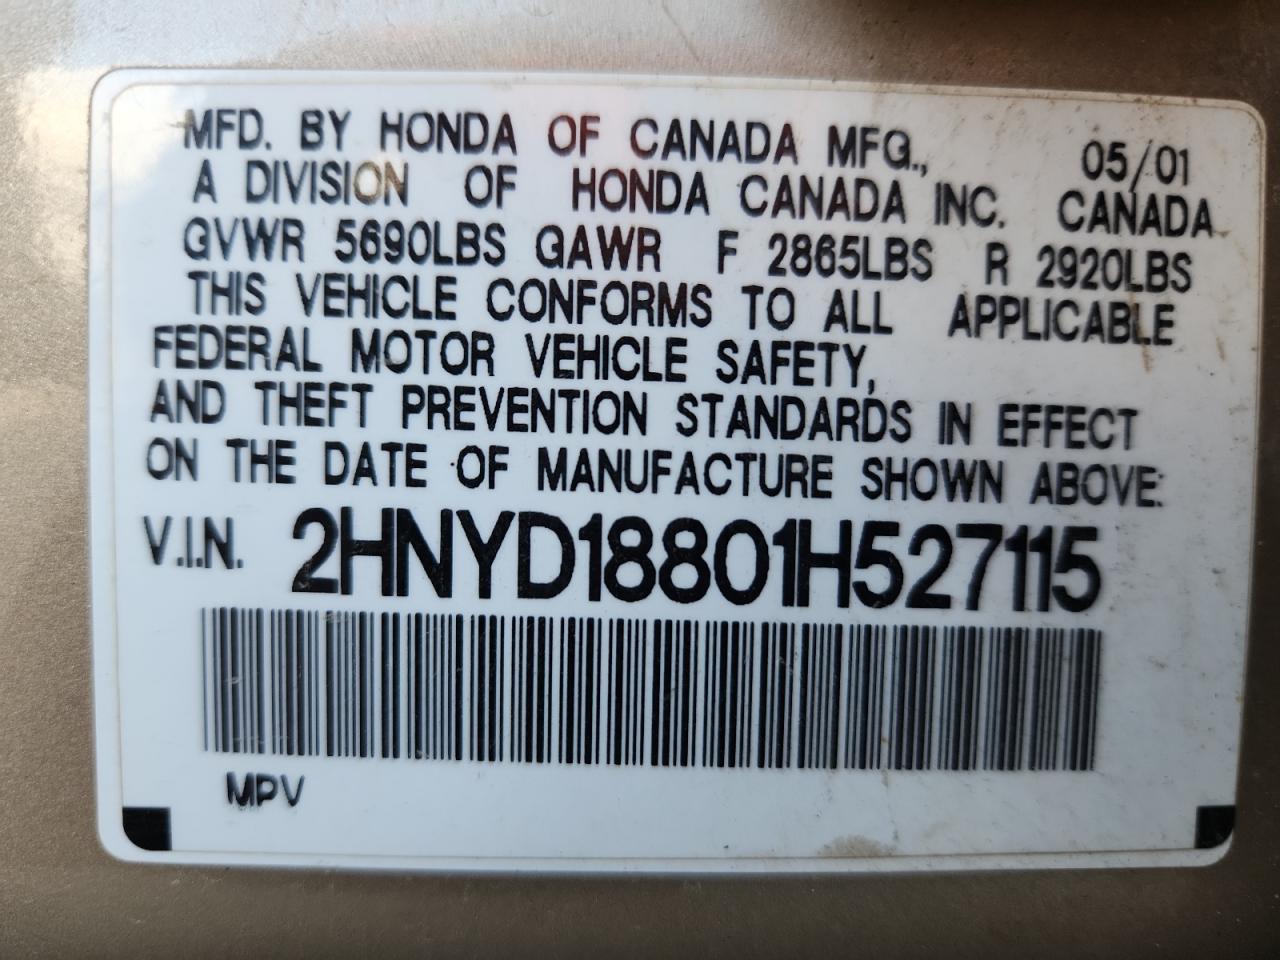 MFD. BY HONDA OF CANADA MFG., 05/01
A DIVISION OF HONDA CANADA INC. CANADA
GVWR 5690LBS GAWR F 2865LBS R 2920LBS
THIS VEHICLE CONFORMS TO ALL APPLICABLE
FEDERAL MOTOR VEHICLE SAFETY,
AND THEFT PREVENTION STANDARDS IN EFFECT
ON THE DATE OF MANUFACTURE SHOWN ABOVE:
V.I.N. 2HNYD18801H527115
MPV